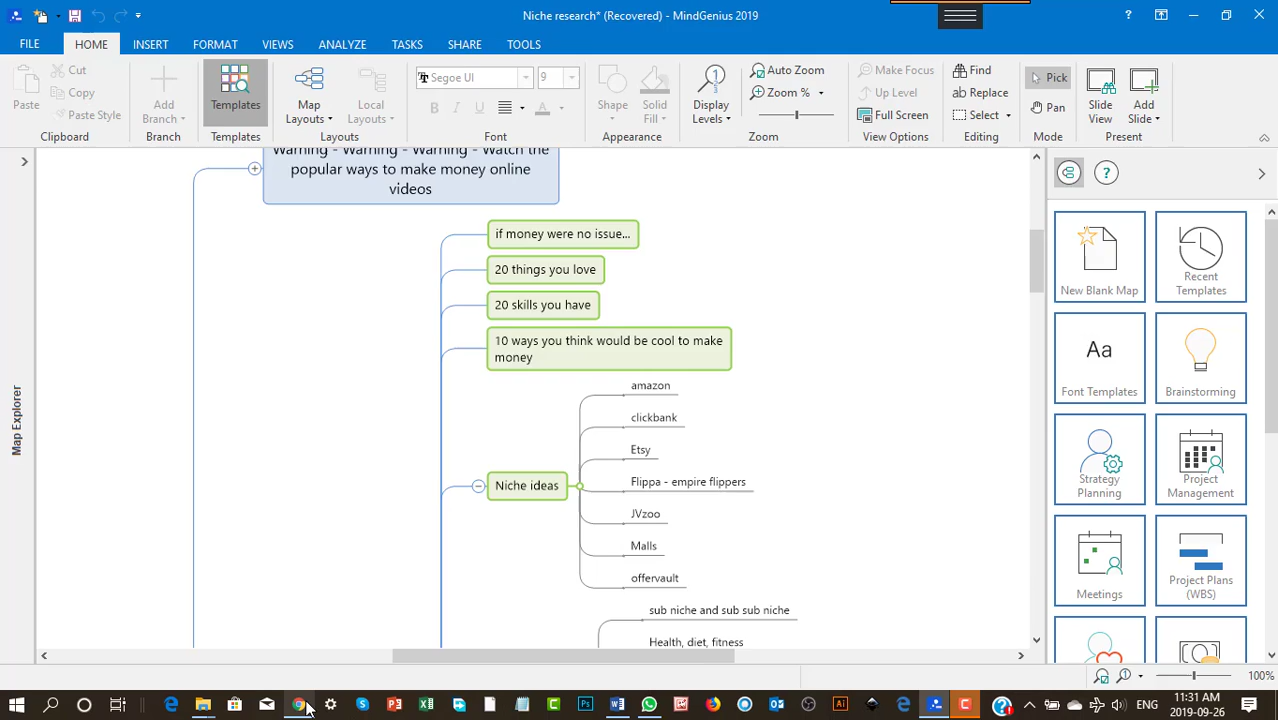 Niche research* (Recovered) - MindGenius 2019
FILE HOME INSERT FORMAT VIEWS ANALYZE TASKS SHARE TOOLS
Paste
Cut
Copy
Paste Style
Clipboard
Add
Branch
Branch
Templates
Templates
Map
Layouts
Local
Layouts
Layouts
Segoe UI 9
B I U A
Font
Shape
Solid
Fill
Appearance
Display
Levels
Auto Zoom
Zoom %
Zoom
Make Focus
Up Level
Full Screen
View Options
Find
Replace
Select
Editing
Pick
Pan
Mode
Slide
View
Add
Slide
Present
Map Explorer
Warning - Warning - Warning - Watch the
popular ways to make money online
videos
if money were no issue...
20 things you love
20 skills you have
10 ways you think would be cool to make
money
Niche ideas
amazon
clickbank
Etsy
Flippa - empire flippers
JVzoo
Malls
offervault
sub niche and sub sub niche
Health, diet, fitness
New Blank Map
Recent
Templates
Aa
Font Templates
Brainstorming
Strategy
Planning
Project
Management
Meetings
Project Plans
(WBS)
100%
ENG
11:31 AM
2019-09-26